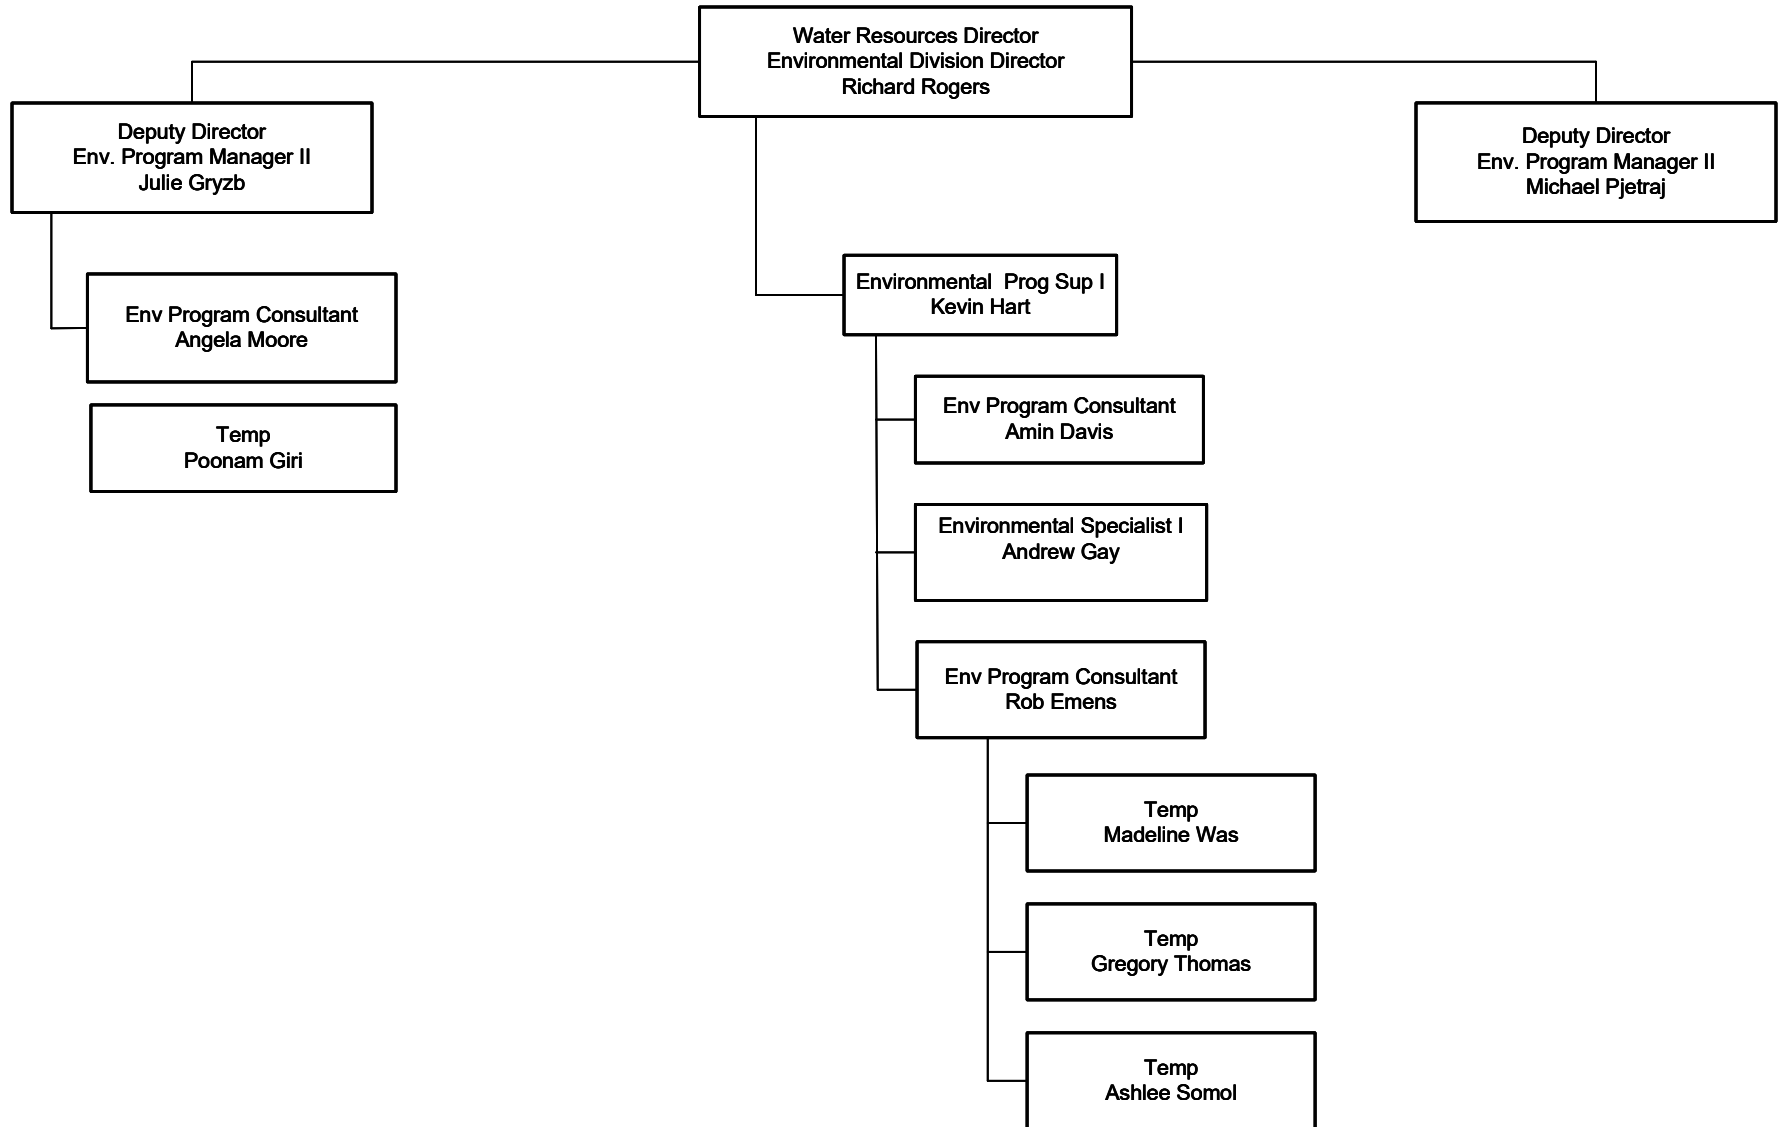 Water Resources Director
Environmental Division Director
Richard Rogers
Deputy Director
Env. Program Manager II
Julie Gryzb
Deputy Director
Env. Program Manager II
Michael Pjetraj
Env Program Consultant
Angela Moore
Temp
Poonam Giri
Environmental  Prog Sup I
Kevin Hart
Env Program Consultant
Amin Davis
Environmental Specialist I
Andrew Gay
Env Program Consultant
Rob Emens
Temp
Madeline Was
Temp
Gregory Thomas
Temp
Ashlee Somol